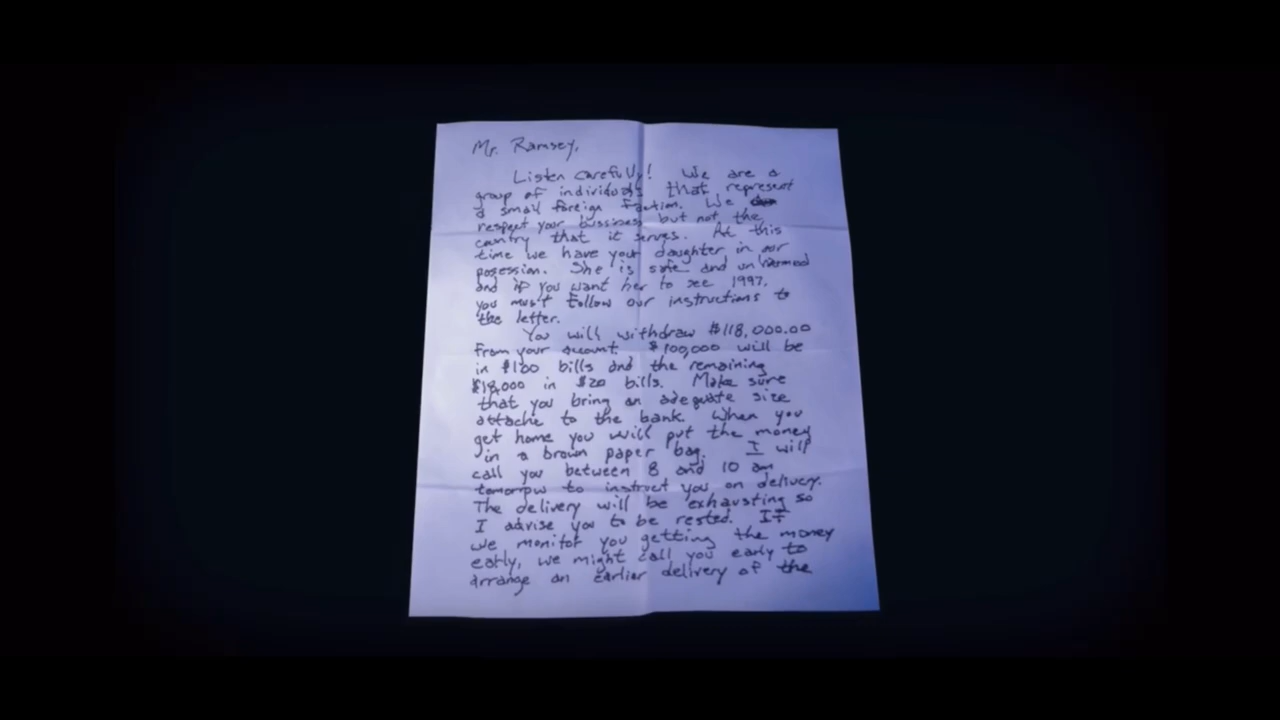 Mr. Ramsey,
Listen carefully! We are a
group of individuals that represent
a small foreign faction. We
respect your bussiness but not the
country that it serves. At this
time we have your daughter in our
posession. She is safe and unharmed
and if you want her to see 1997,
you must follow our instructions to
the letter.
You will withdraw $118,000.00
from your account. $100,000 will be
in $100 bills and the remaining
$18,000 in $20 bills. Make sure
that you bring an adequate size
attache to the bank. When you
get home you will put the money
in a brown paper bag. I will
call you between 8 and 10 am
tomorrow to instruct you on delivery.
The delivery will be exhausting so
I advise you to be rested. If
we monitor you getting the money
early, we might call you early to
arrange an earlier delivery of the